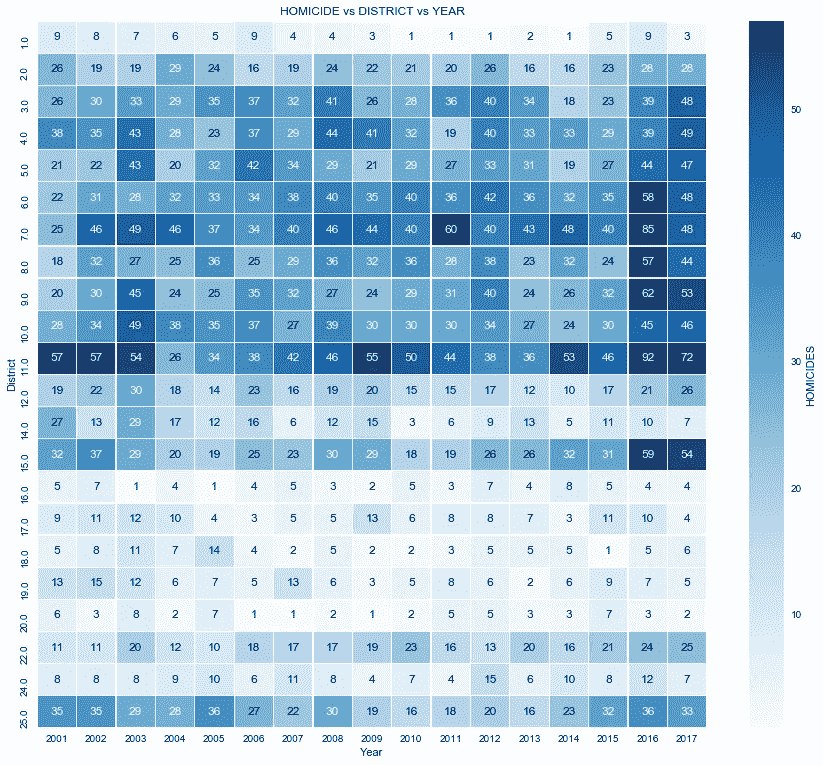 HOMICIDE vs DISTRICT vs YEAR
1.0 9 8 7 6 5 9 4 4 3 1 1 1 2 1 5 9 3
2.0 26 19 19 29 24 16 19 24 22 21 20 26 16 16 23 28 28
3.0 26 30 33 29 35 37 32 41 26 28 36 40 34 18 23 39 48
4.0 38 35 43 28 23 37 29 44 41 32 19 40 33 33 29 39 49
5.0 21 22 43 20 32 42 34 29 21 29 27 33 31 19 27 44 47
6.0 22 31 28 32 33 34 38 40 35 40 36 42 36 32 35 58 48
7.0 25 46 49 46 37 34 40 46 44 40 60 40 43 48 40 85 48
8.0 18 32 27 25 36 25 29 36 32 36 28 38 23 32 24 57 44
9.0 20 30 45 24 25 35 32 27 24 29 31 40 24 26 32 62 53
10.0 28 34 49 38 35 37 27 39 30 30 30 34 27 24 30 45 46
11.0 57 57 54 26 34 38 42 46 55 50 44 38 36 53 46 92 72
12.0 19 22 30 18 14 23 16 19 20 15 15 17 12 10 17 21 26
14.0 27 13 29 17 12 16 6 12 15 3 6 9 13 5 11 10 7
15.0 32 37 29 20 19 25 23 30 29 18 19 26 26 32 31 59 54
16.0 5 7 1 4 1 4 5 3 2 5 3 7 4 8 5 4 4
17.0 9 11 12 10 4 3 5 5 13 6 8 8 7 3 11 10 4
18.0 5 8 11 7 14 4 2 5 2 2 3 5 5 5 1 5 6
19.0 13 15 12 6 7 5 13 6 3 5 8 6 2 6 9 7 5
20.0 6 3 8 2 7 1 1 2 1 2 5 5 3 3 7 3 2
22.0 11 11 20 12 10 18 17 17 19 23 16 13 20 16 21 24 25
24.0 8 8 8 9 10 6 11 8 4 7 4 15 6 10 8 12 7
25.0 35 35 29 28 36 27 22 30 19 16 18 20 16 23 32 36 33
2001 2002 2003 2004 2005 2006 2007 2008 2009 2010 2011 2012 2013 2014 2015 2016 2017
Year
District
50
40
30
20
10
HOMICIDES